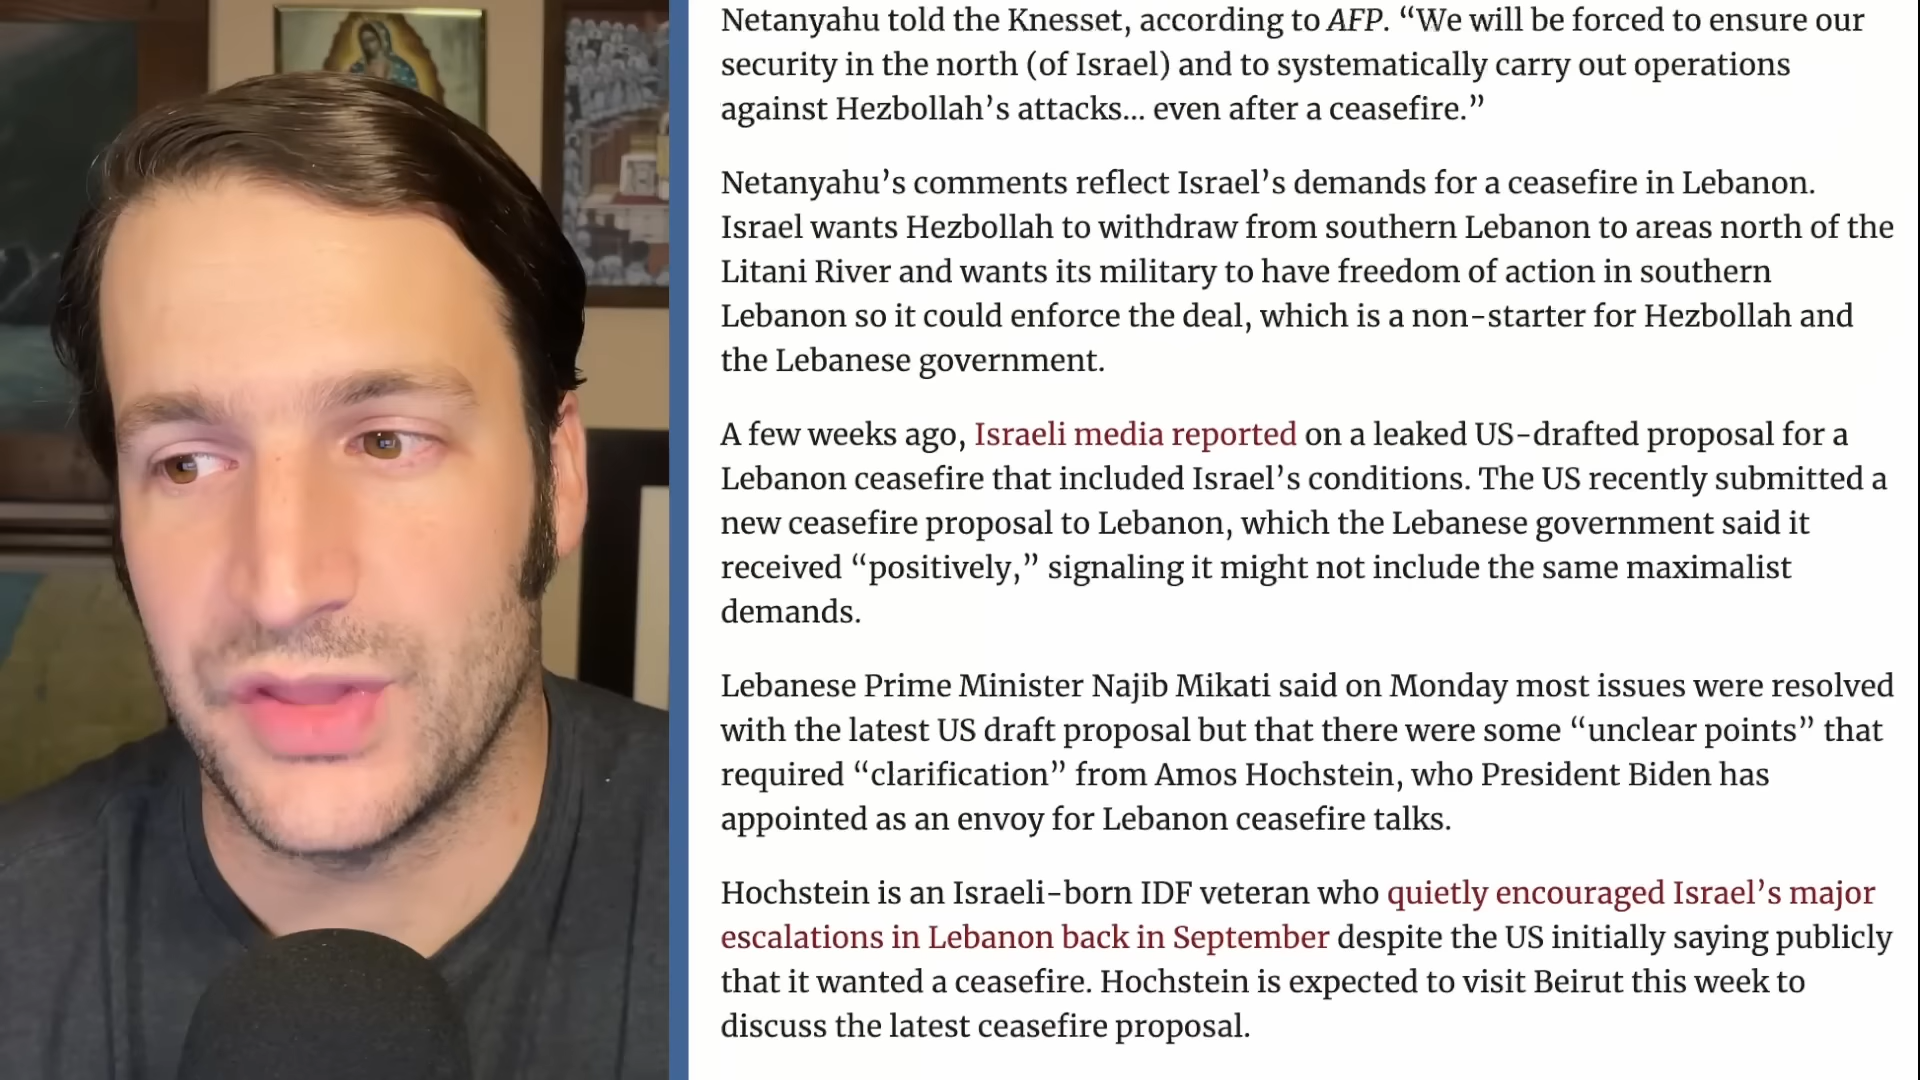 Netanyahu told the Knesset, according to AFP. “We will be forced to ensure our
security in the north (of Israel) and to systematically carry out operations
against Hezbollah’s attacks… even after a ceasefire.”
Netanyahu’s comments reflect Israel’s demands for a ceasefire in Lebanon.
Israel wants Hezbollah to withdraw from southern Lebanon to areas north of the
Litani River and wants its military to have freedom of action in southern
Lebanon so it could enforce the deal, which is a non-starter for Hezbollah and
the Lebanese government.
A few weeks ago, Israeli media reported on a leaked US-drafted proposal for a
Lebanon ceasefire that included Israel’s conditions. The US recently submitted a
new ceasefire proposal to Lebanon, which the Lebanese government said it
received “positively,” signaling it might not include the same maximalist
demands.
Lebanese Prime Minister Najib Mikati said on Monday most issues were resolved
with the latest US draft proposal but that there were some “unclear points” that
required “clarification” from Amos Hochstein, who President Biden has
appointed as an envoy for Lebanon ceasefire talks.
Hochstein is an Israeli-born IDF veteran who quietly encouraged Israel’s major
escalations in Lebanon back in September despite the US initially saying publicly
that it wanted a ceasefire. Hochstein is expected to visit Beirut this week to
discuss the latest ceasefire proposal.